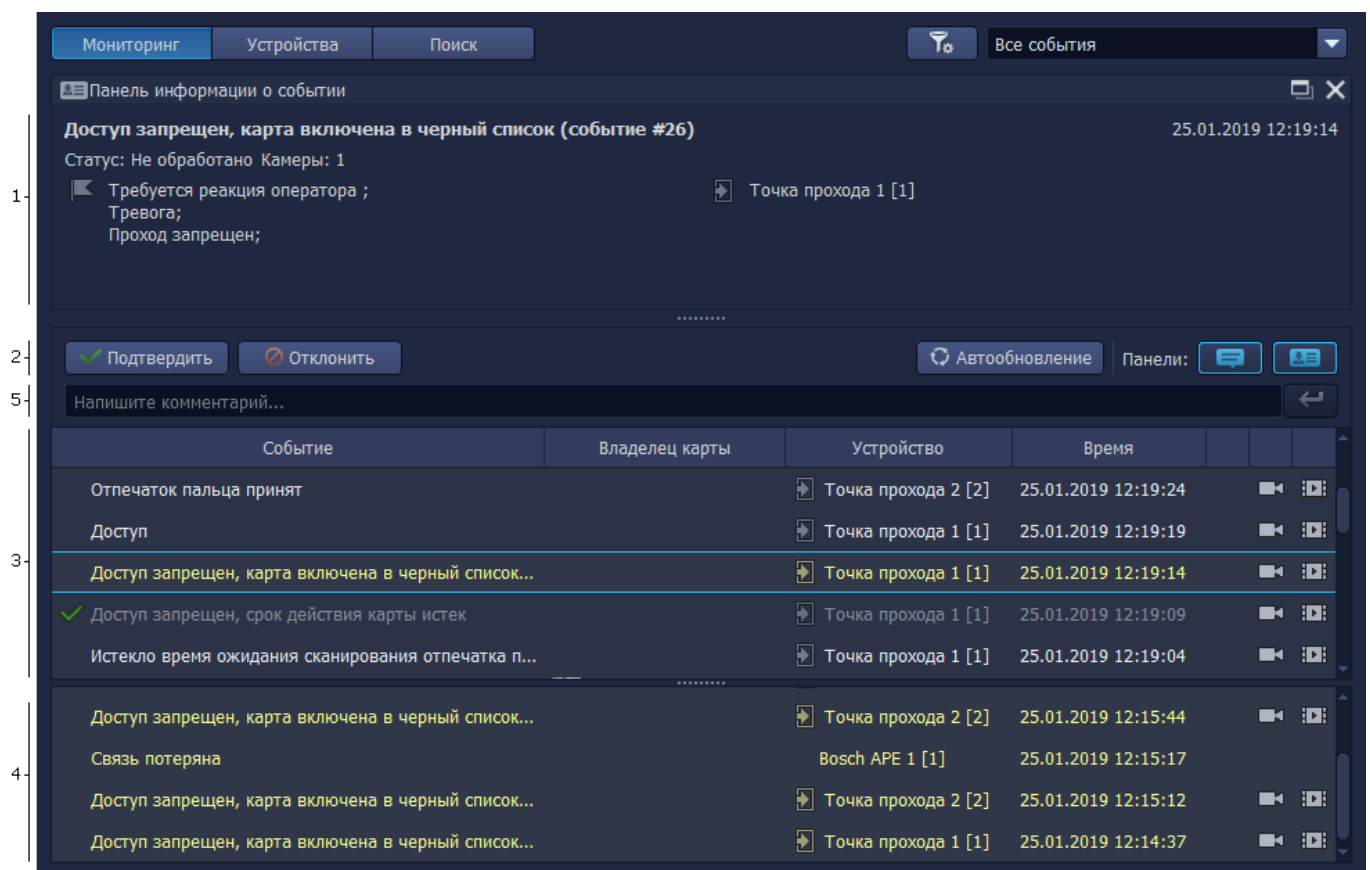 Мониторинг Устройства Поиск Все события
Панель информации о событии
Доступ запрещен, карта включена в черный список (событие #26) 25.01.2019 12:19:14
Статус: Не обработано Камеры: 1
1 Требуется реакция оператора ; Точка прохода 1 [1]
Тревога;
Проход запрещен;
2 Подтвердить Отклонить Автообновление Панели:
5 Напишите комментарий...
Событие Владелец карты Устройство Время
Отпечаток пальца принят Точка прохода 2 [2] 25.01.2019 12:19:24
Доступ Точка прохода 1 [1] 25.01.2019 12:19:19
3 Доступ запрещен, карта включена в черный список... Точка прохода 1 [1] 25.01.2019 12:19:14
Доступ запрещен, срок действия карты истек Точка прохода 1 [1] 25.01.2019 12:19:09
Истекло время ожидания сканирования отпечатка п... Точка прохода 1 [1] 25.01.2019 12:19:04
Доступ запрещен, карта включена в черный список... Точка прохода 2 [2] 25.01.2019 12:15:44
4 Связь потеряна Bosch APE 1 [1] 25.01.2019 12:15:17
Доступ запрещен, карта включена в черный список... Точка прохода 2 [2] 25.01.2019 12:15:12
Доступ запрещен, карта включена в черный список... Точка прохода 1 [1] 25.01.2019 12:14:37